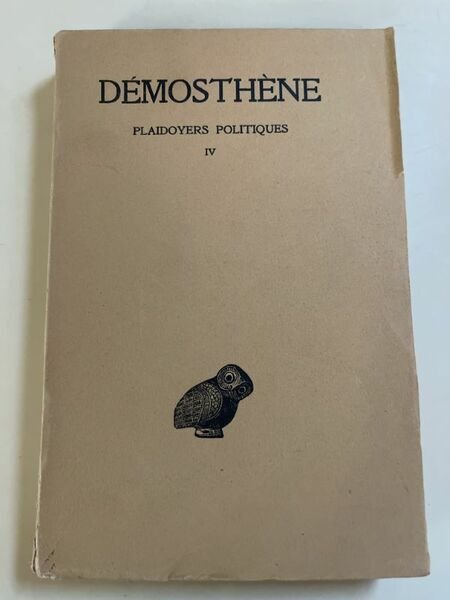 DÉMOSTHÈNE
PLAIDOYERS POLITIQUES
IV